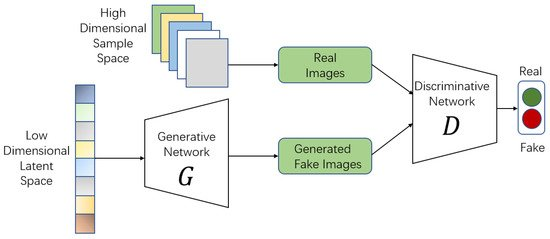 High
Dimensional
Sample
Space
Real
Images
Discriminative
Network
D
Real
Fake
Low
Dimensional
Latent
Space
Generative
Network
G
Generated
Fake Images